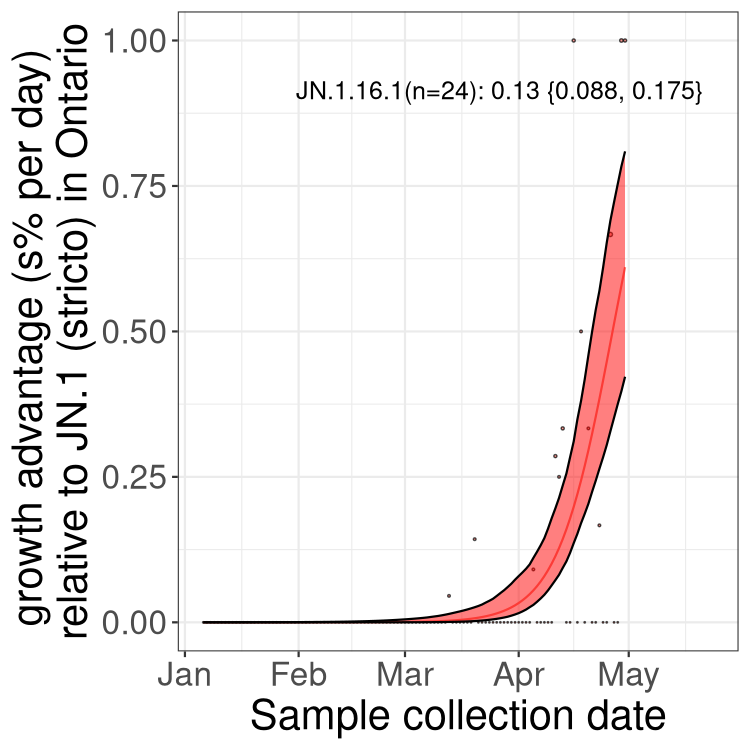 growth advantage (s% per day)
relative to JN.1 (stricto) in Ontario
1.00
JN.1.16.1(n=24): 0.13 {0.088, 0.175}
0.75
0.50
0.25
0.00
Jan Feb Mar Apr May
Sample collection date